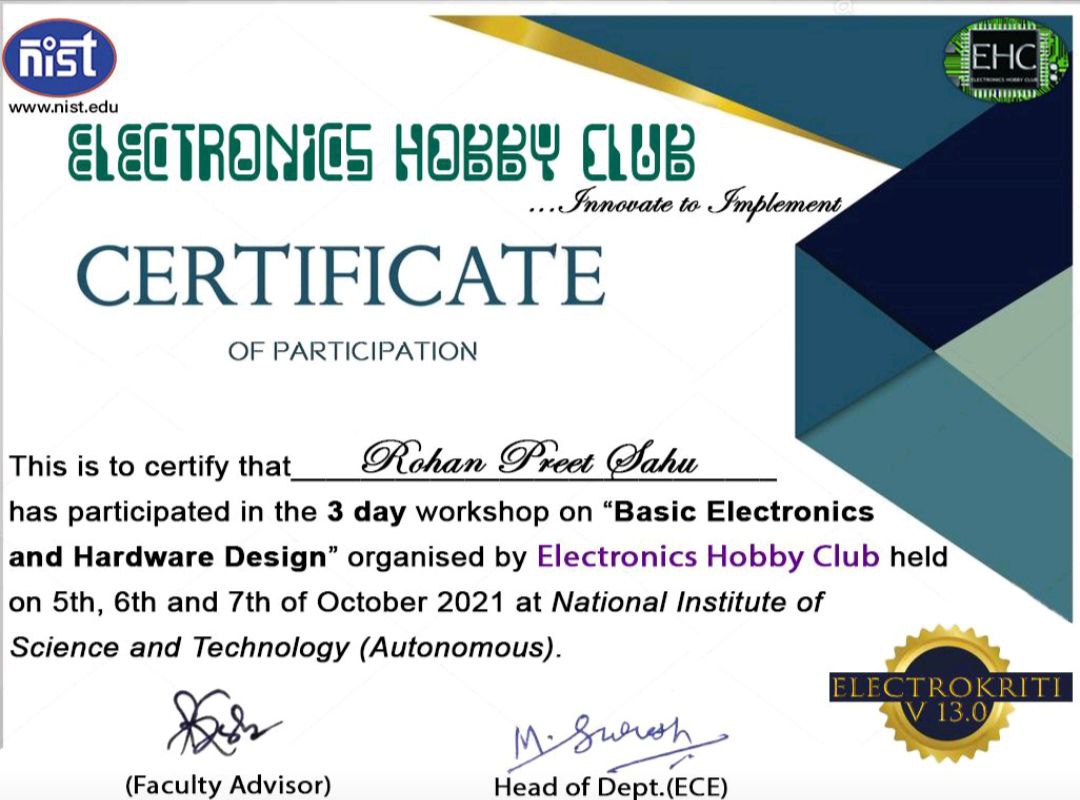 nist
www.nist.edu
EHC
ELECTRONICS HOBBY CLUB
ELECTRONICS HOBBY CLUB
...Innovate to Implement
CERTIFICATE
OF PARTICIPATION
This is to certify that Rohan Preet Sahu
has participated in the 3 day workshop on “Basic Electronics
and Hardware Design” organised by Electronics Hobby Club held
on 5th, 6th and 7th of October 2021 at National Institute of
Science and Technology (Autonomous).
ELECTROKRITI
V 13.0
M. Suresh
(Faculty Advisor)
Head of Dept.(ECE)